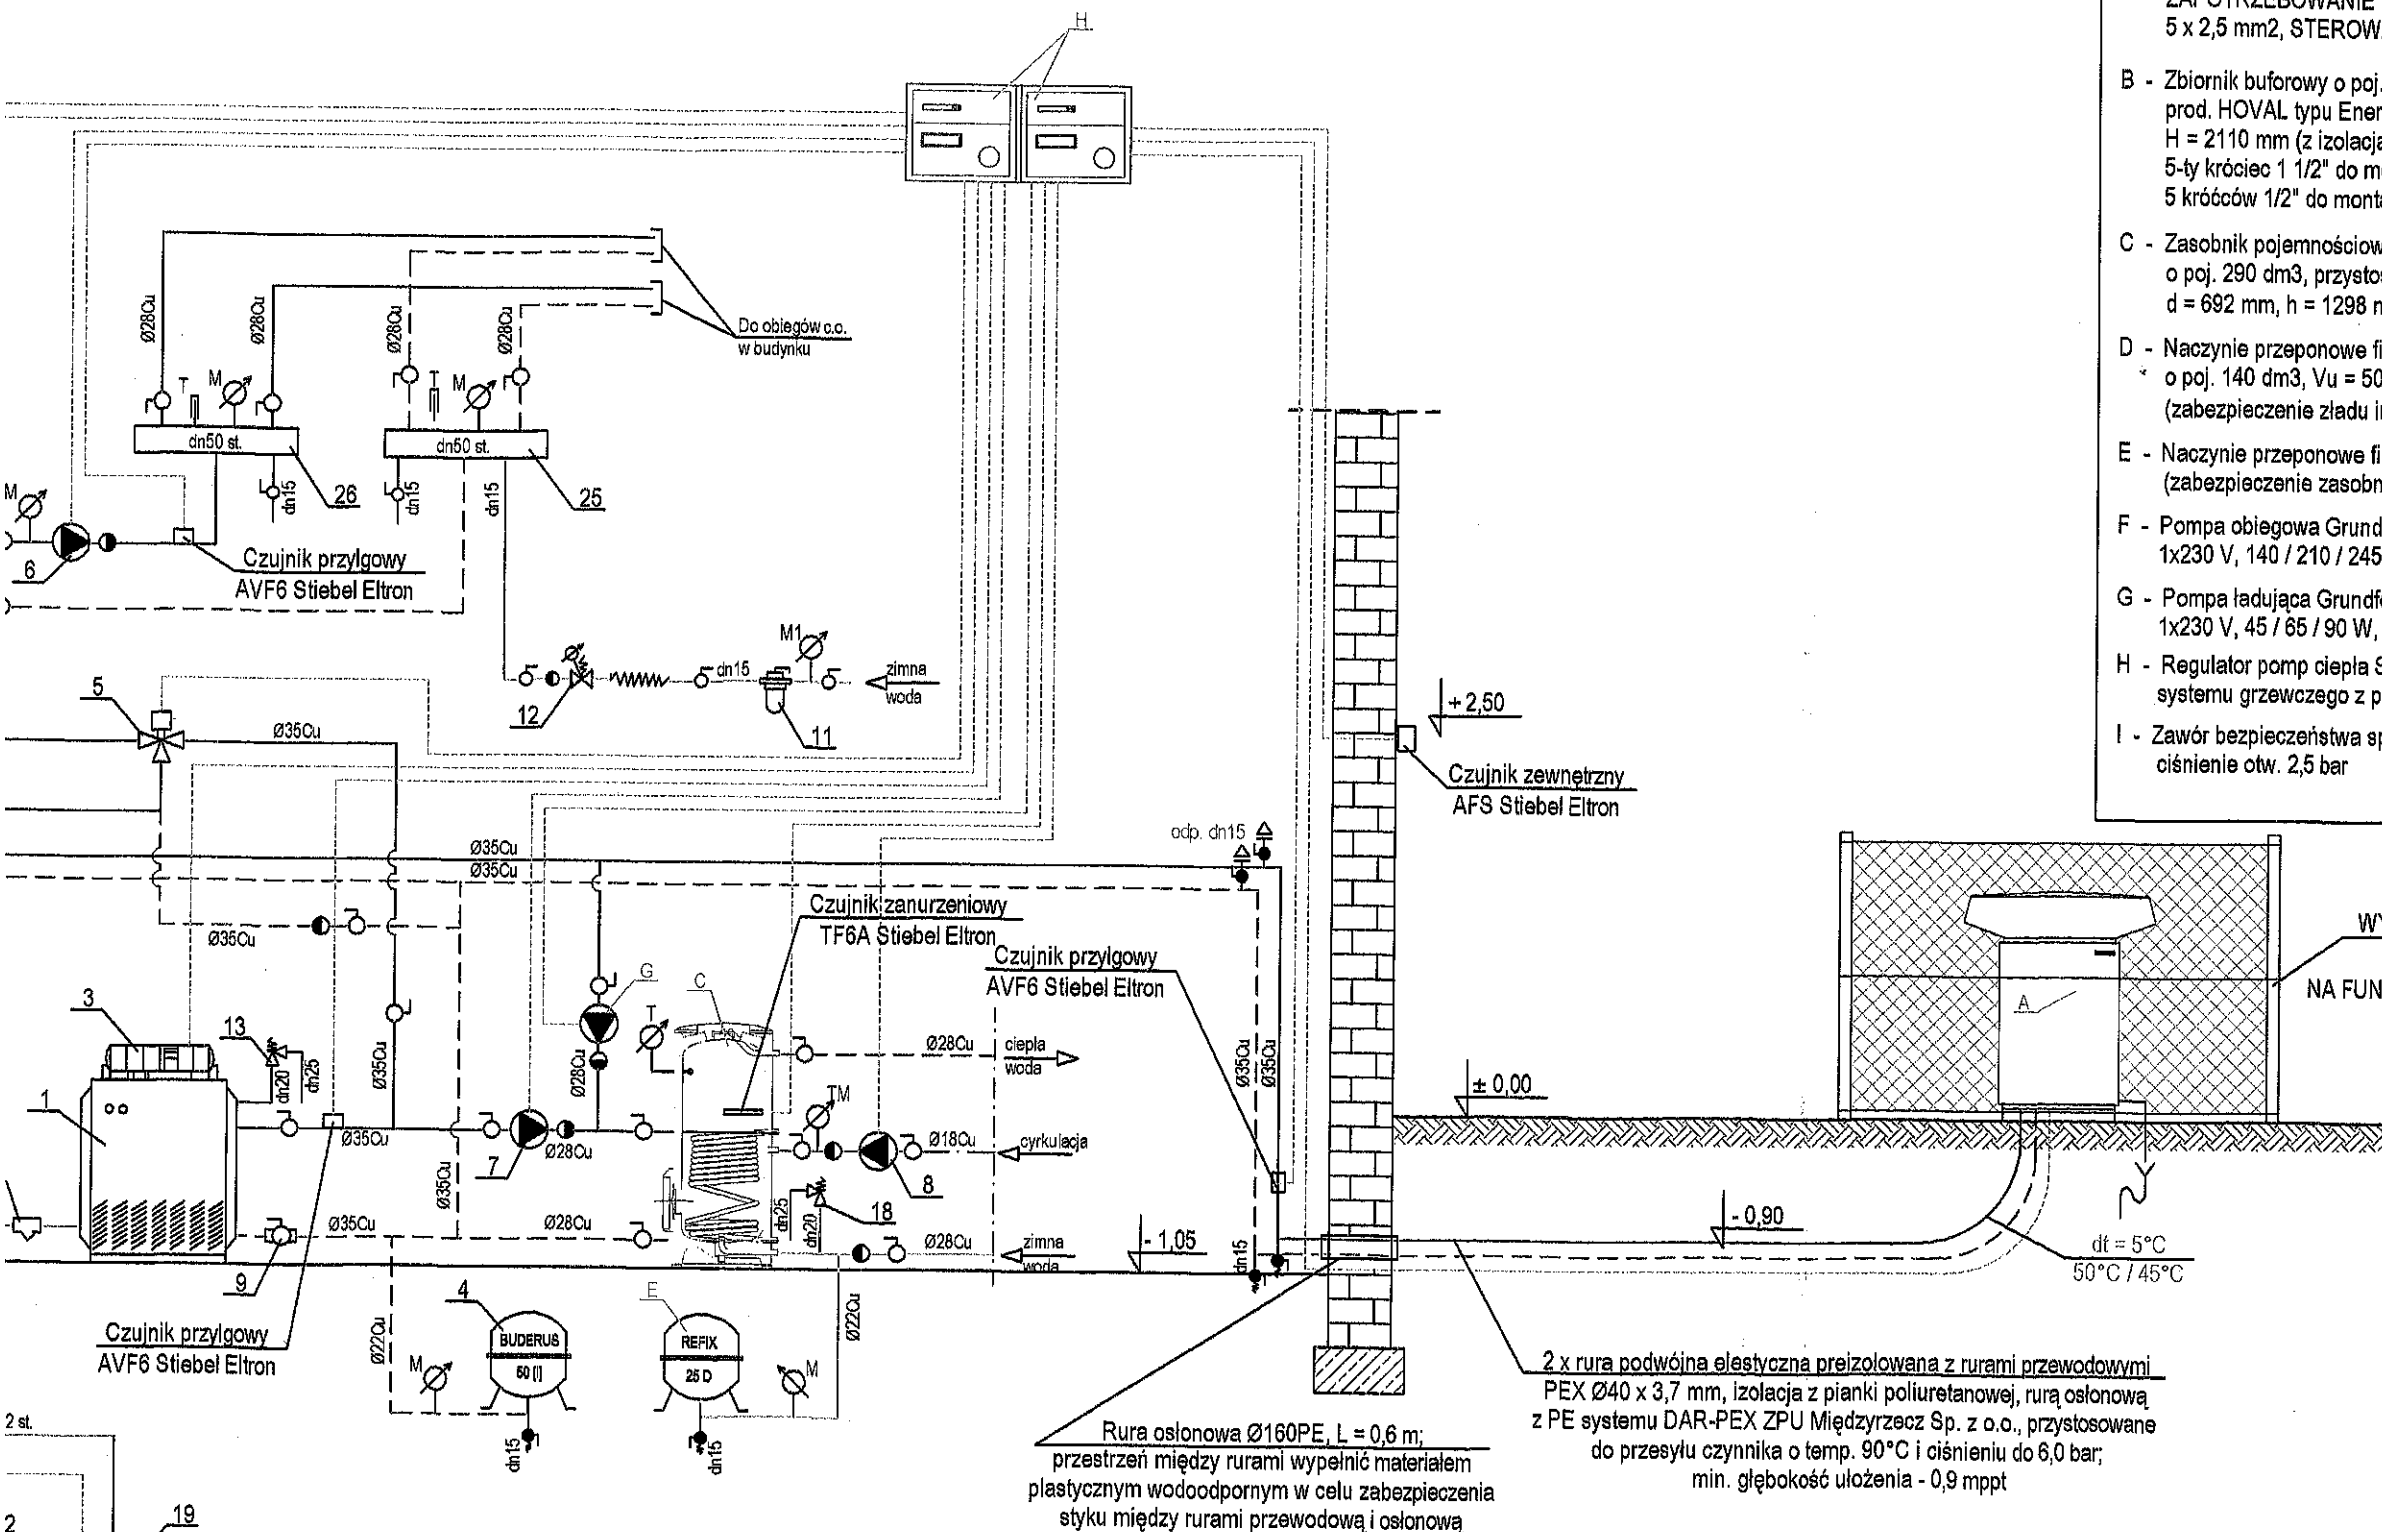 H
Ø28Cu
Ø28Cu
Ø28Cu
Ø28Cu
Do obiegów c.o.
w budynku
T
M
T
M
dn50 st.
dn50 st.
dn15
26
dn15
dn15
25
M
6
Czujnik przylgowy
AVF6 Stiebel Eltron
12
dn15
M1
11
zimna
woda
5
Ø35Cu
Ø35Cu
Ø35Cu
Ø35Cu
odp. dn15
+ 2,50
Czujnik zewnętrzny
AFS Stiebel Eltron
Czujnik zanurzeniowy
TF6A Stiebel Eltron
Czujnik przylgowy
AVF6 Stiebel Eltron
G
C
T
3
13
dn20
dn25
Ø35Cu
Ø28Cu
Ø28Cu
ciepła
woda
1
Ø35Cu
7
Ø28Cu
TM
Ø18Cu
cyrkulacja
8
Ø35Cu
Ø35Cu
Ø35Cu
± 0,00
A
Ø35Cu
Ø28Cu
9
dn25
dn20
18
Ø28Cu
zimna
woda
- 1,05
dn15
- 0,90
dt = 5°C
50°C / 45°C
Czujnik przylgowy
AVF6 Stiebel Eltron
Ø22Cu
M
4
BUDERUS
50 [l]
dn15
E
REFIX
25 D
dn15
M
Ø22Cu
Rura osłonowa Ø160PE, L = 0,6 m;
przestrzeń między rurami wypełnić materiałem
plastycznym wodoodpornym w celu zabezpieczenia
styku między rurami przewodową i osłonową
2 x rura podwójna elastyczna preizolowana z rurami przewodowymi
PEX Ø40 x 3,7 mm, izolacja z pianki poliuretanowej, rurą osłonową
z PE systemu DAR-PEX ZPU Międzyrzecz Sp. z o.o., przystosowane
do przesyłu czynnika o temp. 90°C i ciśnieniu do 6,0 bar;
min. głębokość ułożenia - 0,9 mppt
2 st.
19
2
ZAPOTRZEBOWANIE
5 x 2,5 mm2, STEROW
B - Zbiornik buforowy o poj.
prod. HOVAL typu Ener
H = 2110 mm (z izolacją
5-ty króciec 1 1/2" do m
5 króćców 1/2" do mont
C - Zasobnik pojemnościow
o poj. 290 dm3, przysto
d = 692 mm, h = 1298
D - Naczynie przeponowe fi
o poj. 140 dm3, Vu = 50
(zabezpieczenie zładu i
E - Naczynie przeponowe fi
(zabezpieczenie zasobn
F - Pompa obiegowa Grund
1x230 V, 140 / 210 / 245
G - Pompa ładująca Grundf
1x230 V, 45 / 65 / 90 W,
H - Regulator pomp ciepła S
systemu grzewczego z p
I - Zawór bezpieczeństwa sp
ciśnienie otw. 2,5 bar
WY
NA FUN